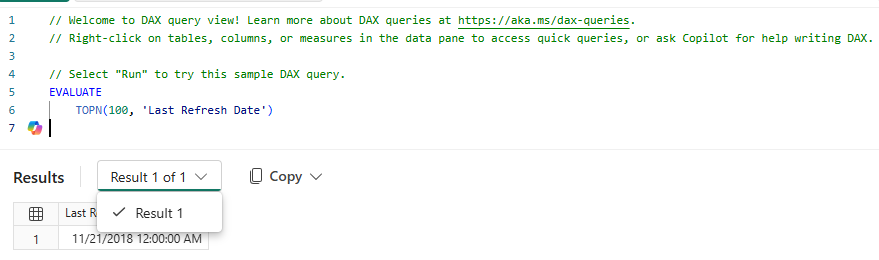 1 // Welcome to DAX query view! Learn more about DAX queries at https://aka.ms/dax-queries.
2 // Right-click on tables, columns, or measures in the data pane to access quick queries, or ask Copilot for help writing DAX.
3
4 // Select "Run" to try this sample DAX query.
5 EVALUATE
6 TOPN(100, 'Last Refresh Date')
7
Results Result 1 of 1 Copy
Result 1
Last R
1 11/21/2018 12:00:00 AM